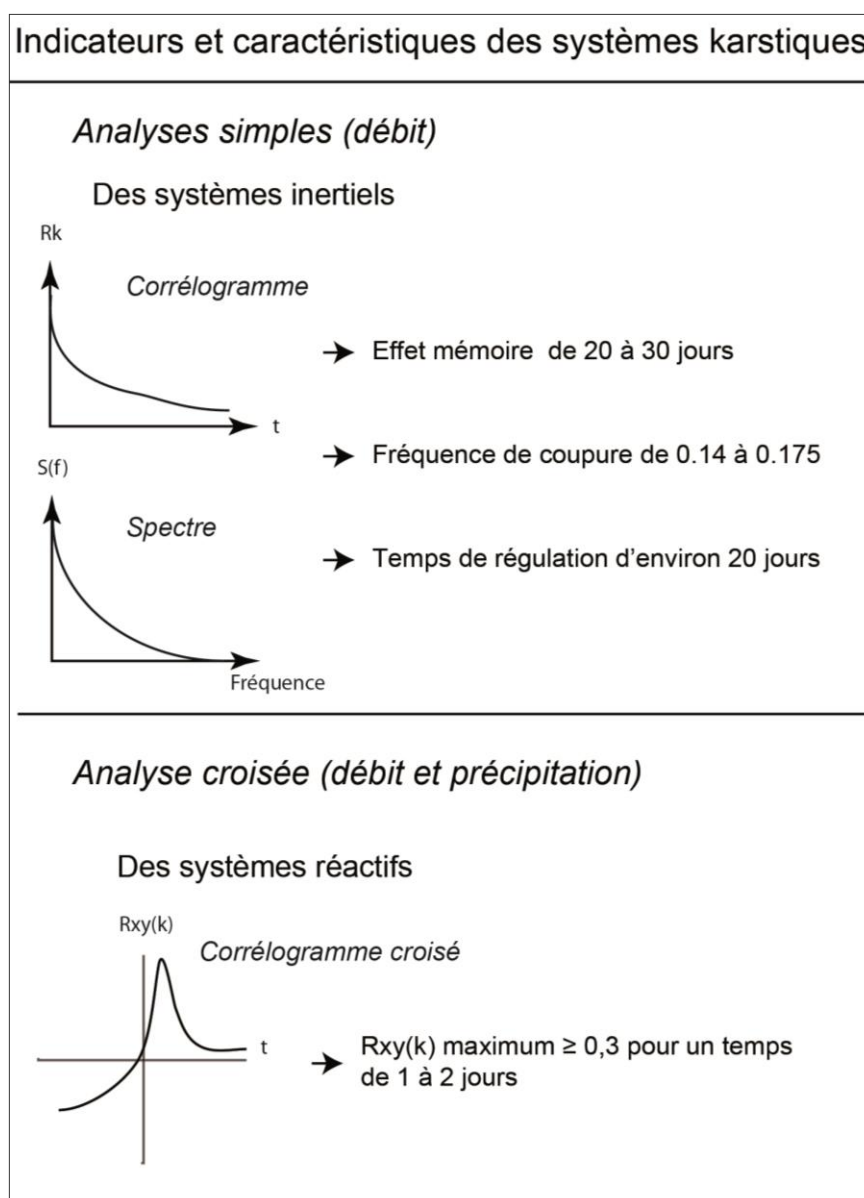 Indicateurs et caractéristiques des systèmes karstiques
Analyses simples (débit)
Des systèmes inertiels
Rk
Corrélogramme
t
Effet mémoire de 20 à 30 jours
Fréquence de coupure de 0.14 à 0.175
S(f)
Spectre
Temps de régulation d'environ 20 jours
Fréquence
Analyse croisée (débit et précipitation)
Des systèmes réactifs
Rxy(k)
Corrélogramme croisé
t
Rxy(k) maximum ≥ 0,3 pour un temps
de 1 à 2 jours